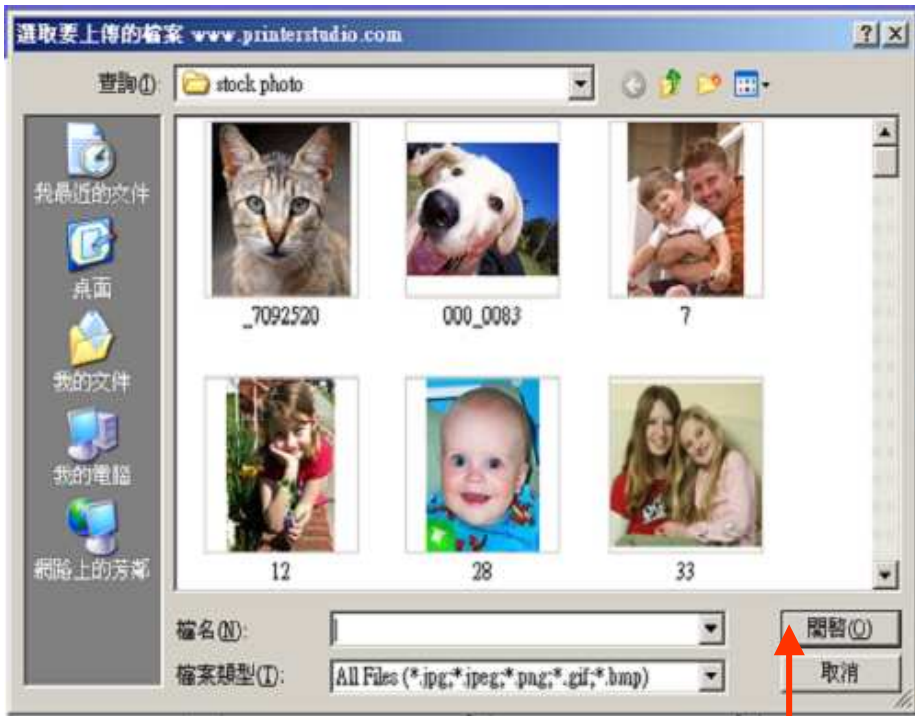 選取要上傳的檔案 www.printerstudio.com
查詢(I):
stock photo
我最近的文件
桌面
我的文件
我的電腦
網路上的芳鄰
_7092520
000_0083
7
12
28
33
檔名(N):
開啟(O)
檔案類型(T):
All Files (*.jpg;*.jpeg;*.png;*.gif;*.bmp)
取消